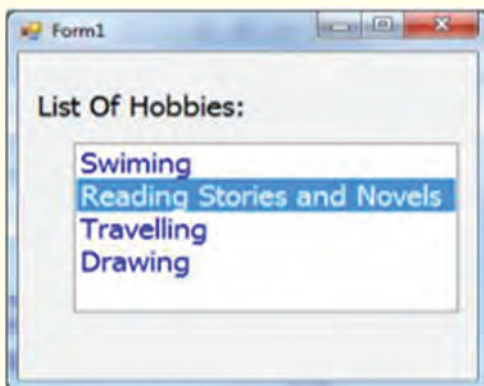 Form1
List Of Hobbies:
Swiming
Reading Stories and Novels
Travelling
Drawing